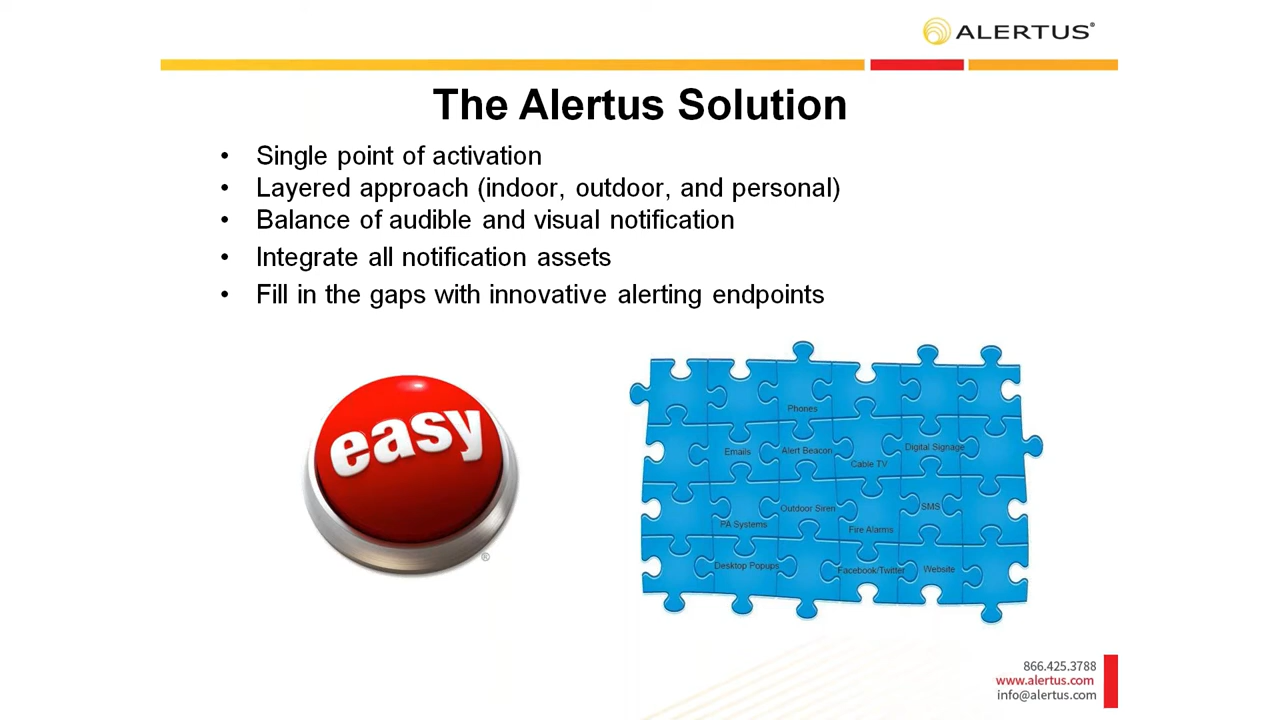 ALERTUS®
The Alertus Solution
• Single point of activation
• Layered approach (indoor, outdoor, and personal)
• Balance of audible and visual notification
• Integrate all notification assets
• Fill in the gaps with innovative alerting endpoints
easy
®
Phones
Emails
Alert Beacon
Cable TV
Digital Signage
PA Systems
Outdoor Siren
Fire Alarms
SMS
Desktop Popups
Facebook/Twitter
Website
866.425.3788
www.alertus.com
info@alertus.com